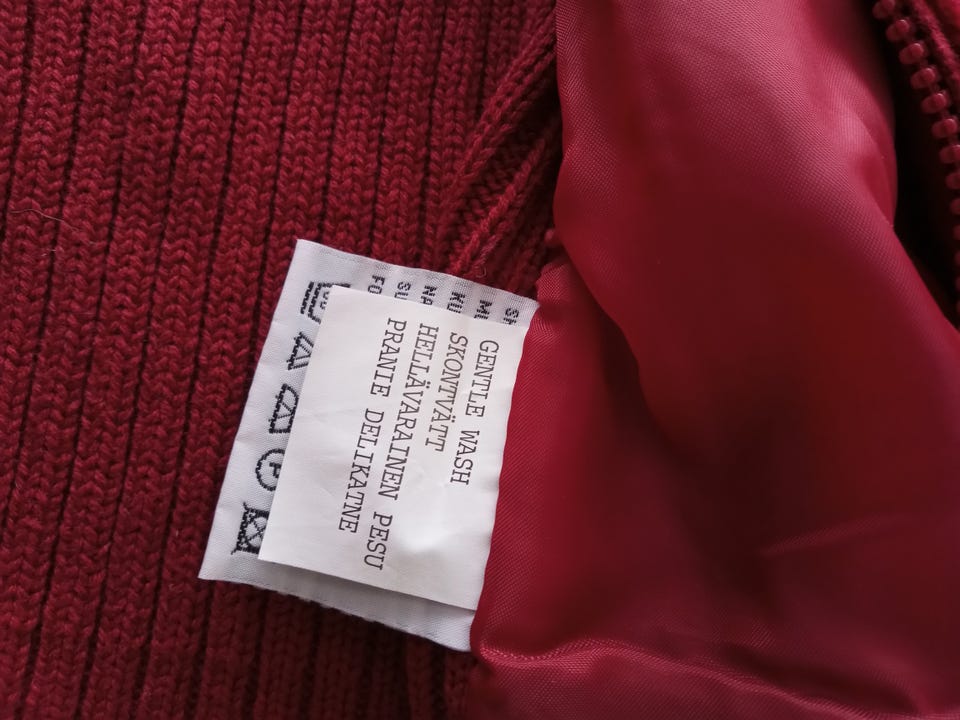 GENTLE WASH
SKONTVÄTT
HELLÄVARAINEN PESU
PRANIE DELIKATNE